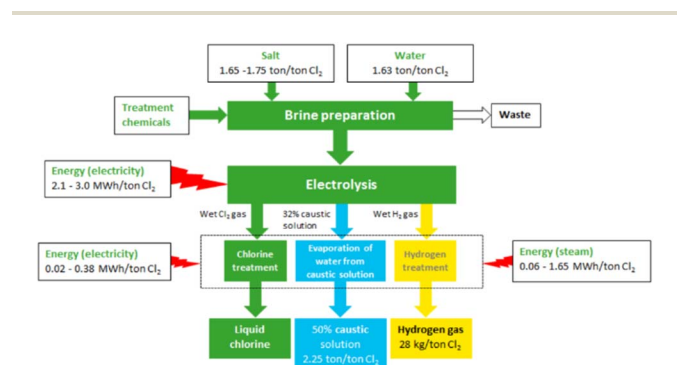 Salt
1.65 -1.75 ton/ton Cl₂
Water
1.63 ton/ton Cl₂
Treatment
chemicals
Brine preparation
Waste
Energy (electricity)
2.1 - 3.0 MWh/ton Cl₂
Electrolysis
Wet Cl₂ gas
32% caustic
solution
Wet H₂ gas
Energy (electricity)
0.02 - 0.38 MWh/ton Cl₂
Chlorine
treatment
Evaporation of
water from
caustic solution
Hydrogen
treatment
Energy (steam)
0.06 - 1.65 MWh/ton Cl₂
Liquid
chlorine
50% caustic
solution
2.25 ton/ton Cl₂
Hydrogen gas
28 kg/ton Cl₂